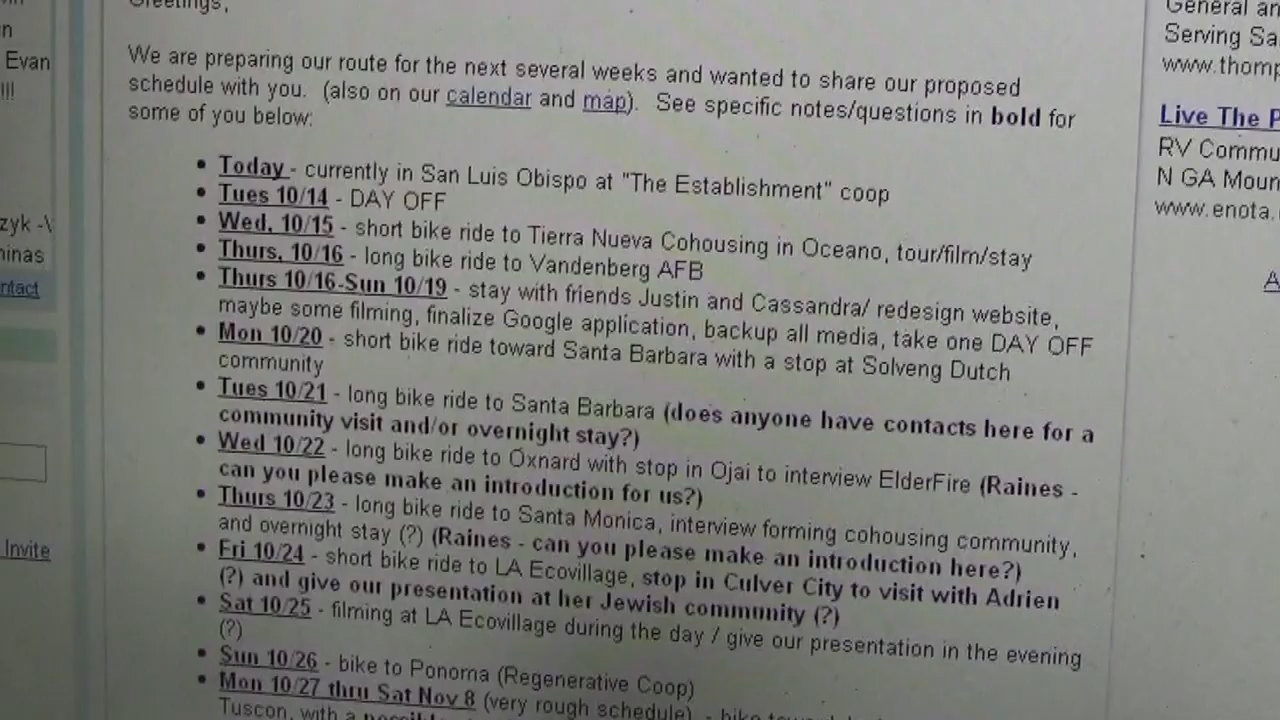 Greetings,
We are preparing our route for the next several weeks and wanted to share our proposed
schedule with you. (also on our calendar and map). See specific notes/questions in bold for
some of you below:
Today - currently in San Luis Obispo at "The Establishment" coop
Tues 10/14 - DAY OFF
Wed, 10/15 - short bike ride to Tierra Nueva Cohousing in Oceano, tour/film/stay
Thurs, 10/16 - long bike ride to Vandenberg AFB
Thurs 10/16-Sun 10/19 - stay with friends Justin and Cassandra/ redesign website,
maybe some filming, finalize Google application, backup all media, take one DAY OFF
Mon 10/20 - short bike ride toward Santa Barbara with a stop at Solveng Dutch
community
Tues 10/21 - long bike ride to Santa Barbara (does anyone have contacts here for a
community visit and/or overnight stay?)
Wed 10/22 - long bike ride to Oxnard with stop in Ojai to interview ElderFire (Raines -
can you please make an introduction for us?)
Thurs 10/23 - long bike ride to Santa Monica, interview forming cohousing community,
and overnight stay (?) (Raines - can you please make an introduction here?)
Fri 10/24 - short bike ride to LA Ecovillage, stop in Culver City to visit with Adrien
(?) and give our presentation at her Jewish community (?)
Sat 10/25 - filming at LA Ecovillage during the day / give our presentation in the evening
(?)
Sun 10/26 - bike to Ponoma (Regenerative Coop)
Mon 10/27 thru Sat Nov 8 (very rough schedule) - bike
Tuscon, with a
n
Evan
!!!
zyk -\
ninas
ntact
Invite
General an
Serving Sa
www.thomp
Live The P
RV Commu
N GA Moun
www.enota.
A